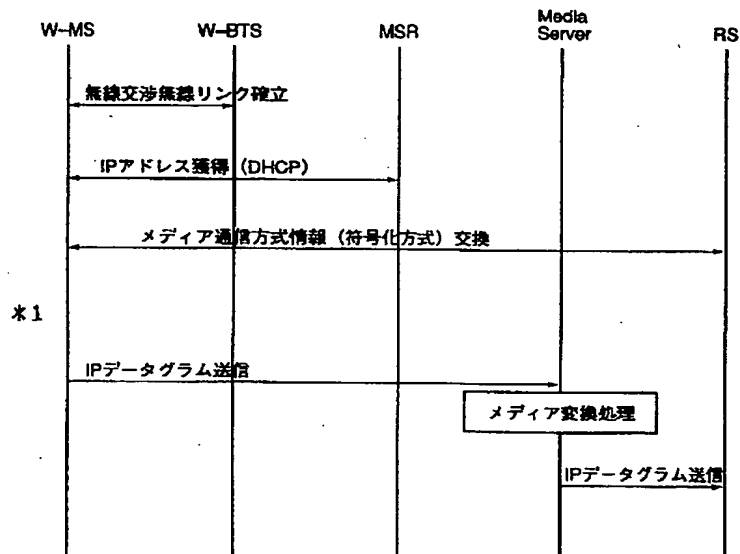 W-MS
W-BTS
MSR
Media
Server
RS
無線交渉無線リンク確立
IPアドレス獲得（DHCP）
メディア通信方式情報（符号化方式）交換
*1
IPデータグラム送信
メディア変換処理
IPデータグラム送信